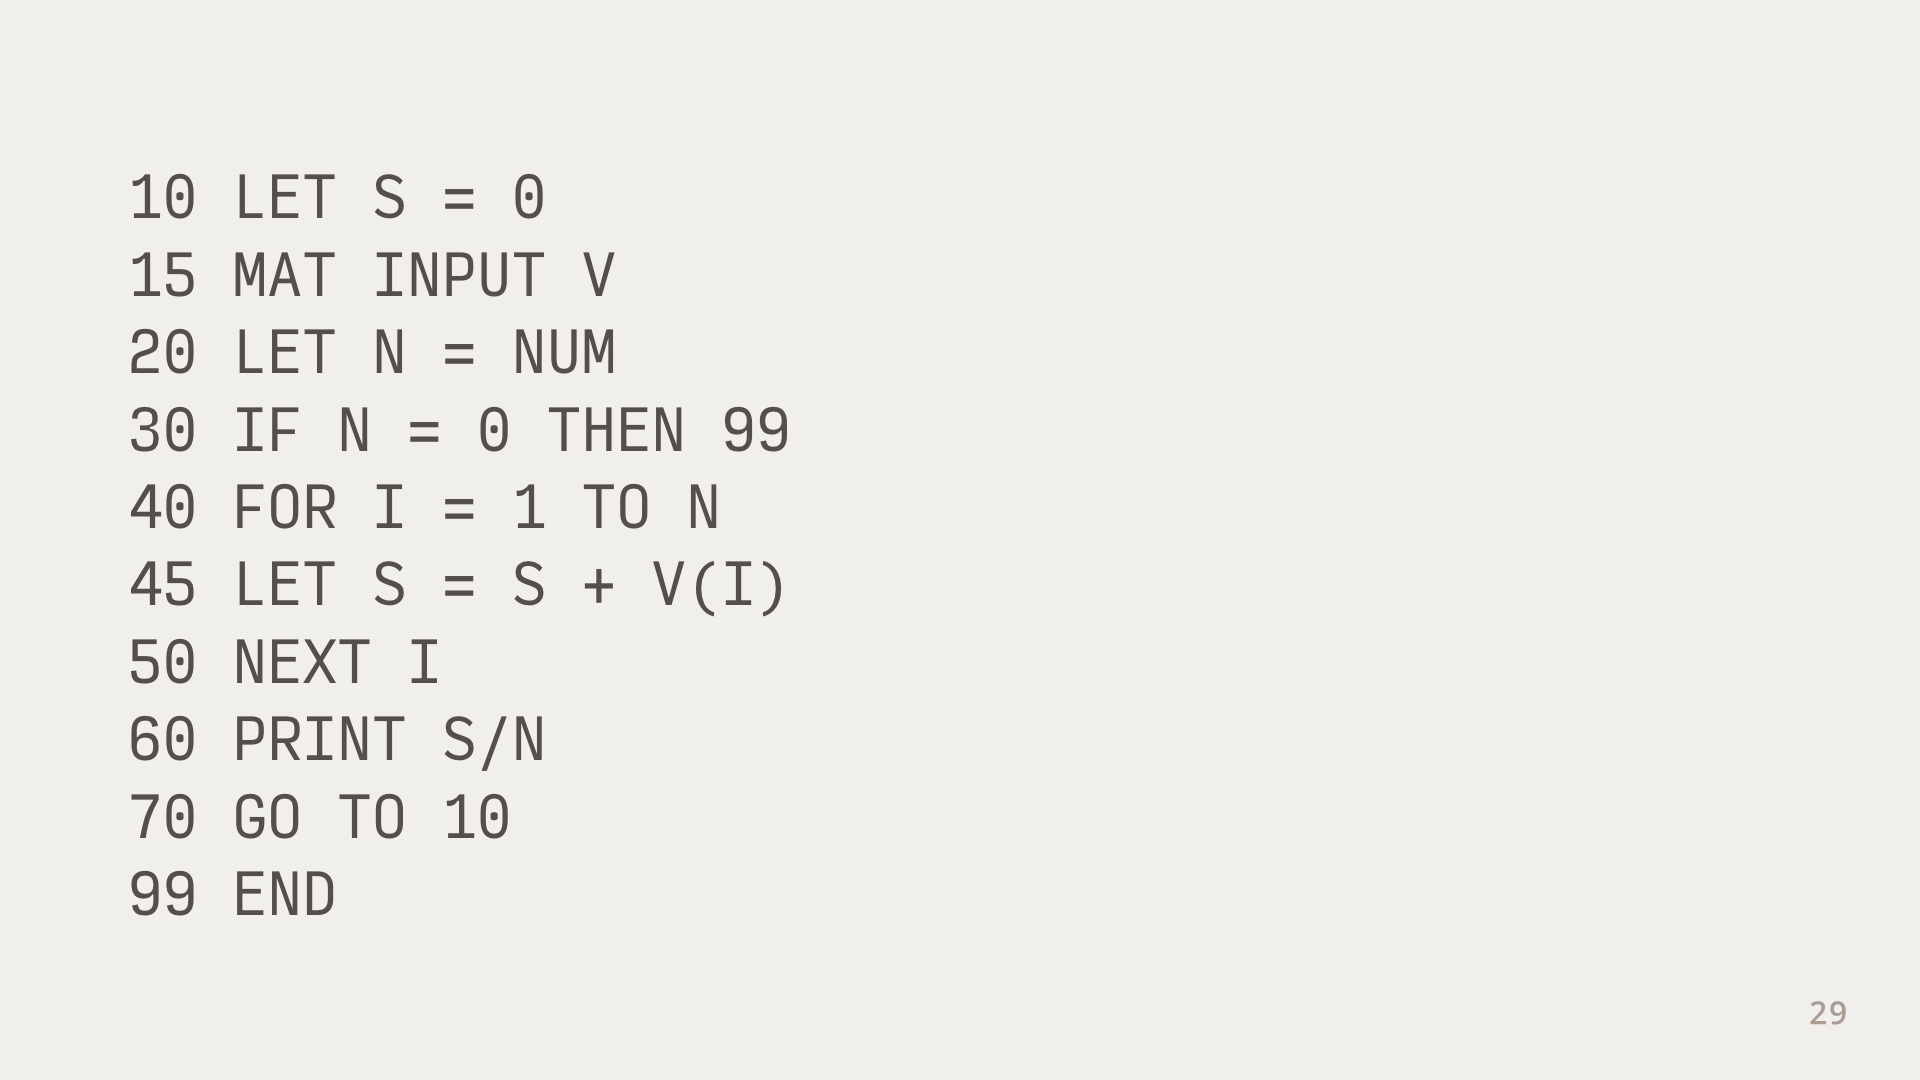 10 LET S = 0
15 MAT INPUT V
20 LET N = NUM
30 IF N = 0 THEN 99
40 FOR I = 1 TO N
45 LET S = S + V(I)
50 NEXT I
60 PRINT S/N
70 GO TO 10
99 END
29